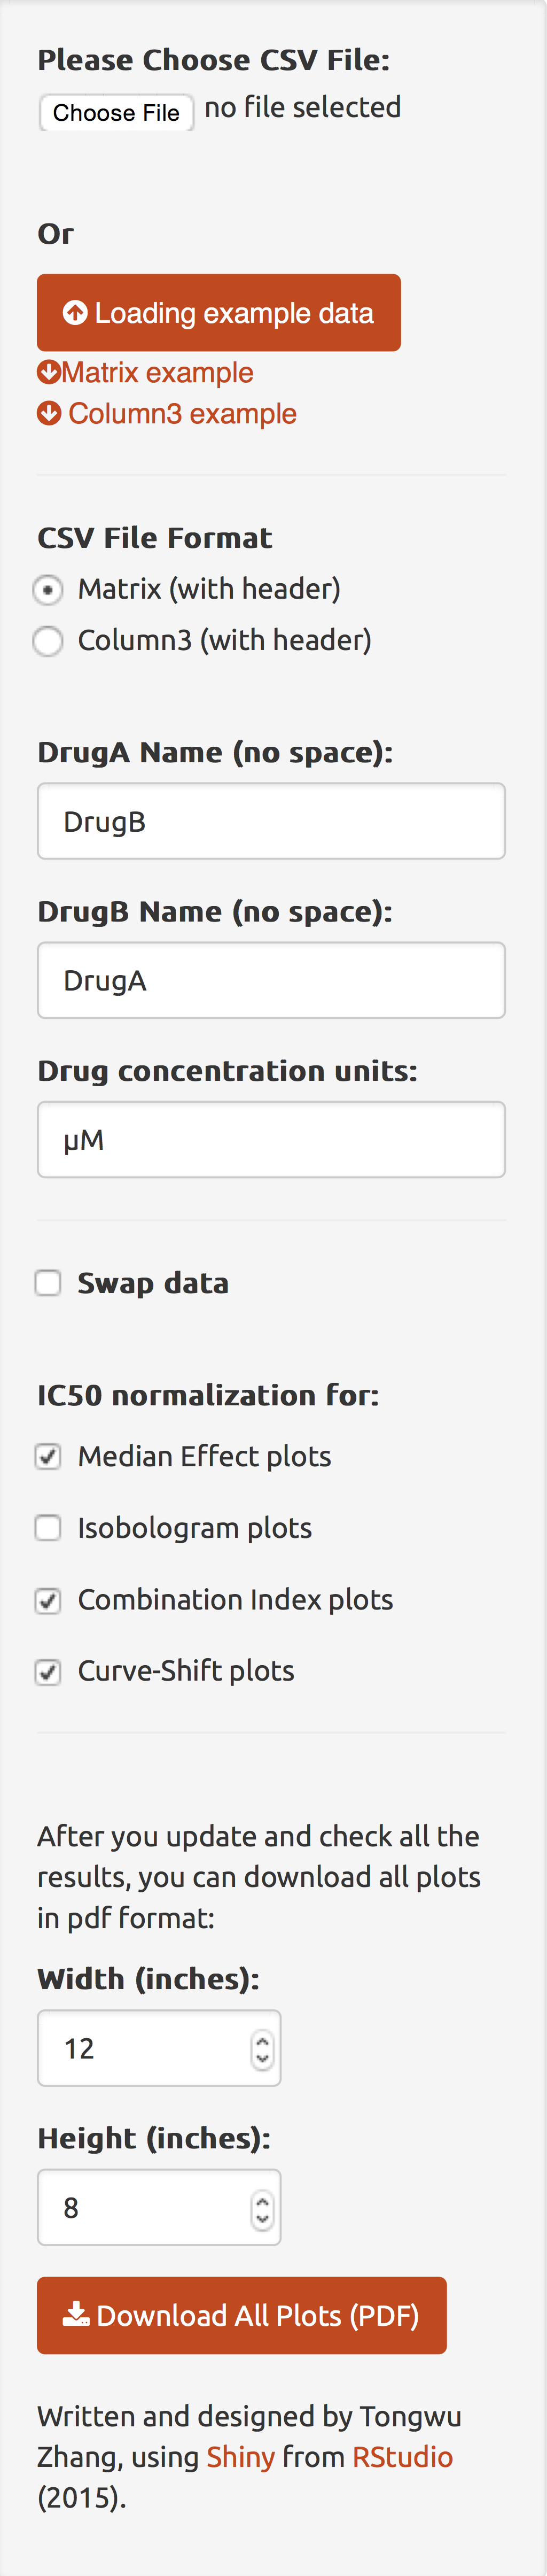 Please Choose CSV File:
Choose File no file selected
Or
Loading example data
Matrix example
Column3 example
CSV File Format
Matrix (with header)
Column3 (with header)
DrugA Name (no space):
DrugB
DrugB Name (no space):
DrugA
Drug concentration units:
μM
Swap data
IC50 normalization for:
Median Effect plots
Isobologram plots
Combination Index plots
Curve-Shift plots
After you update and check all the
results, you can download all plots
in pdf format:
Width (inches):
12
Height (inches):
8
Download All Plots (PDF)
Written and designed by Tongwu
Zhang, using Shiny from RStudio
(2015).